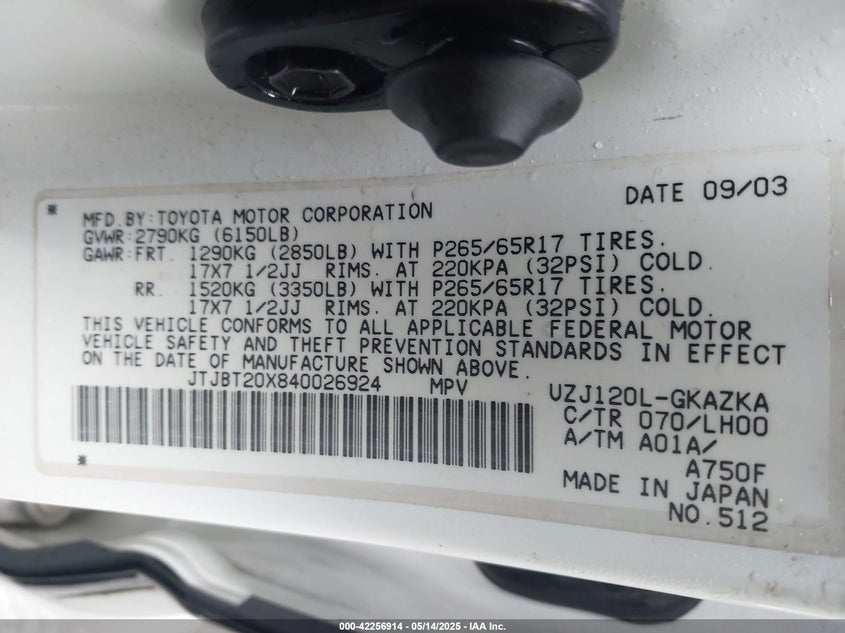 DATE 09/03
MFD.BY:TOYOTA MOTOR CORPORATION
GVWR:2790KG (6150LB)
GAWR:FRT. 1290KG (2850LB) WITH P265/65R17 TIRES.
17X7 1/2JJ RIMS. AT 220KPA (32PSI) COLD.
RR. 1520KG (3350LB) WITH P265/65R17 TIRES.
17X7 1/2JJ RIMS. AT 220KPA (32PSI) COLD.
THIS VEHICLE CONFORMS TO ALL APPLICABLE FEDERAL MOTOR
VEHICLE SAFETY AND THEFT PREVENTION STANDARDS IN EFFECT
ON THE DATE OF MANUFACTURE SHOWN ABOVE.
JTJBT20X840026924 MPV
UZJ120L-GKAZKA
C/TR 070/LH00
A/TM A01A/
A750F
MADE IN JAPAN
NO.512
000-42256914 - 05/14/2025 - IAA Inc.